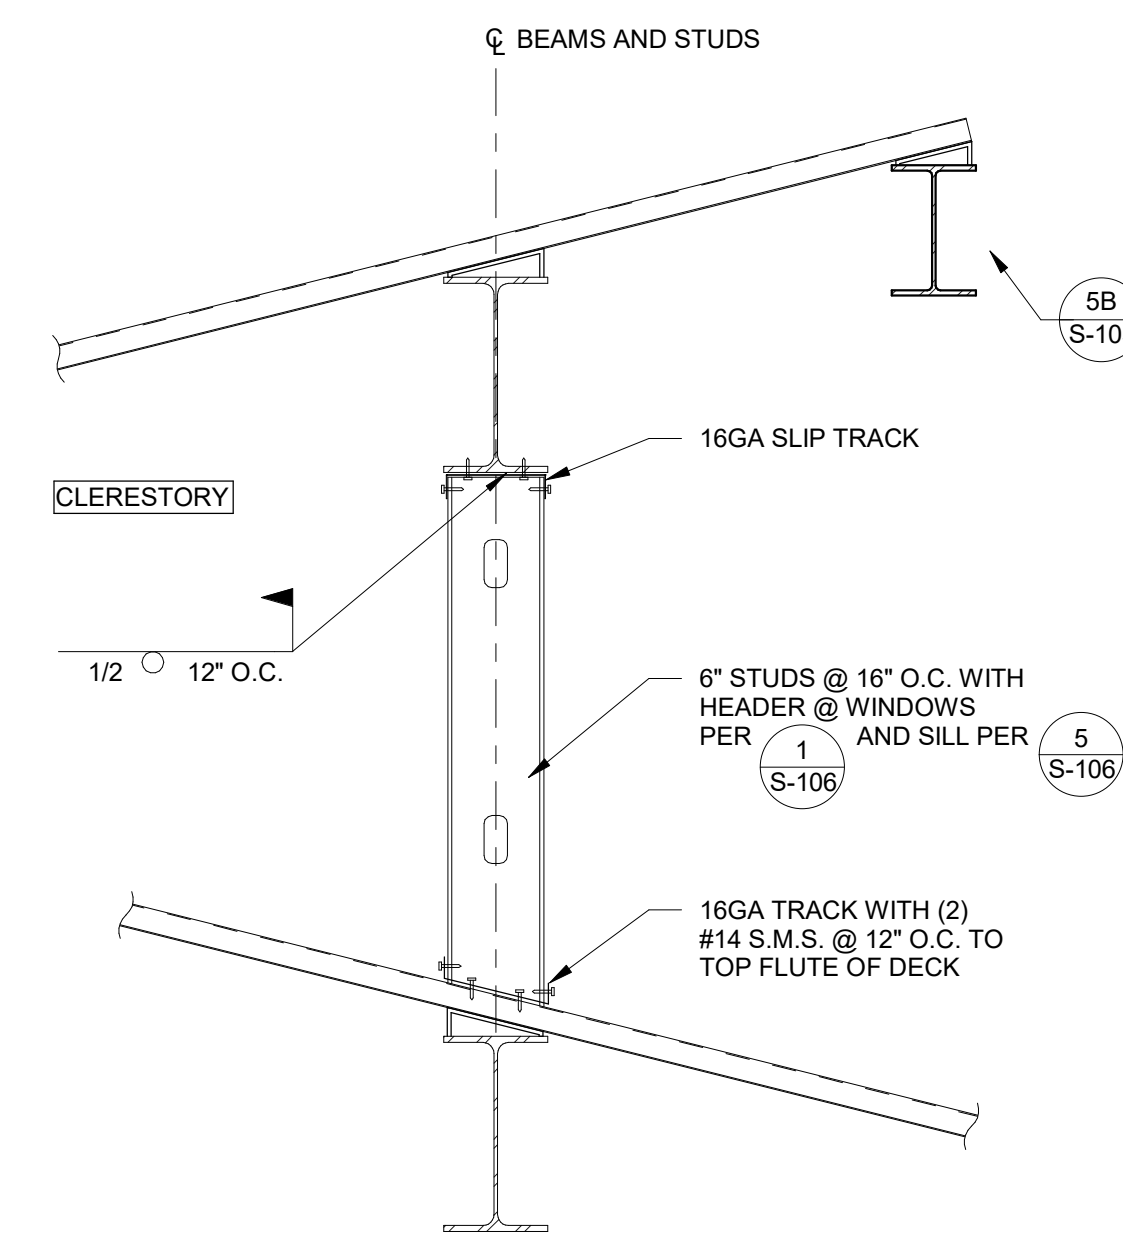 ℄ BEAMS AND STUDS
5B
S-10
16GA SLIP TRACK
CLERESTORY
1/2 12" O.C.
6" STUDS @ 16" O.C. WITH
HEADER @ WINDOWS
PER 1 AND SILL PER 5
S-106 S-106
16GA TRACK WITH (2)
#14 S.M.S. @ 12" O.C. TO
TOP FLUTE OF DECK